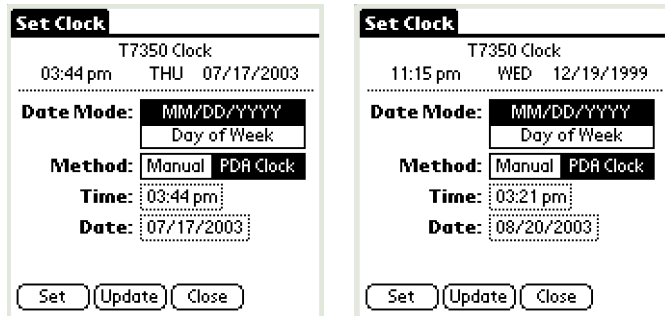 Set Clock
T7350 Clock
03:44 pm THU 07/17/2003
Date Mode: MM/DD/YYYY
Day of Week
Method: Manual PDA Clock
Time: 03:44 pm
Date: 07/17/2003
Set Update Close
Set Clock
T7350 Clock
11:15 pm WED 12/19/1999
Date Mode: MM/DD/YYYY
Day of Week
Method: Manual PDA Clock
Time: 03:21 pm
Date: 08/20/2003
Set Update Close